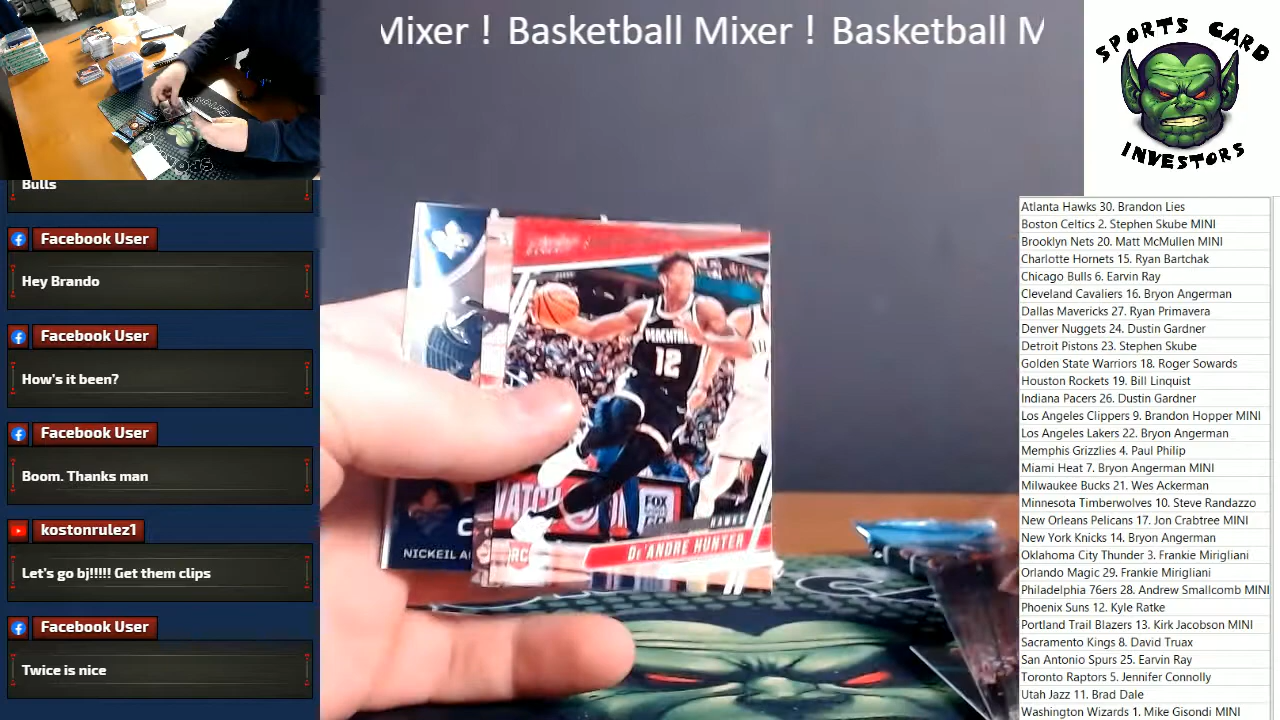 Mixer ! Basketball Mixer ! Basketball M
SPORTS CARD
INVESTORS
Bulls
Facebook User
Hey Brando
Facebook User
How's it been?
Facebook User
Boom. Thanks man
kostonrulez1
Let's go bj!!!!! Get them clips
Facebook User
Twice is nice
PEACHTREE
12
FOX
HAWKS
RC
DE'ANDRE HUNTER
NICKEIL A
Atlanta Hawks 30. Brandon Lies
Boston Celtics 2. Stephen Skube MINI
Brooklyn Nets 20. Matt McMullen MINI
Charlotte Hornets 15. Ryan Bartchak
Chicago Bulls 6. Earvin Ray
Cleveland Cavaliers 16. Bryon Angerman
Dallas Mavericks 27. Ryan Primavera
Denver Nuggets 24. Dustin Gardner
Detroit Pistons 23. Stephen Skube
Golden State Warriors 18. Roger Sowards
Houston Rockets 19. Bill Linquist
Indiana Pacers 26. Dustin Gardner
Los Angeles Clippers 9. Brandon Hopper MINI
Los Angeles Lakers 22. Bryon Angerman
Memphis Grizzlies 4. Paul Philip
Miami Heat 7. Bryon Angerman MINI
Milwaukee Bucks 21. Wes Ackerman
Minnesota Timberwolves 10. Steve Randazzo
New Orleans Pelicans 17. Jon Crabtree MINI
New York Knicks 14. Bryon Angerman
Oklahoma City Thunder 3. Frankie Mirigliani
Orlando Magic 29. Frankie Mirigliani
Philadelphia 76ers 28. Andrew Smallcomb MINI
Phoenix Suns 12. Kyle Ratke
Portland Trail Blazers 13. Kirk Jacobson MINI
Sacramento Kings 8. David Truax
San Antonio Spurs 25. Earvin Ray
Toronto Raptors 5. Jennifer Connolly
Utah Jazz 11. Brad Dale
Washington Wizards 1. Mike Gisondi MINI